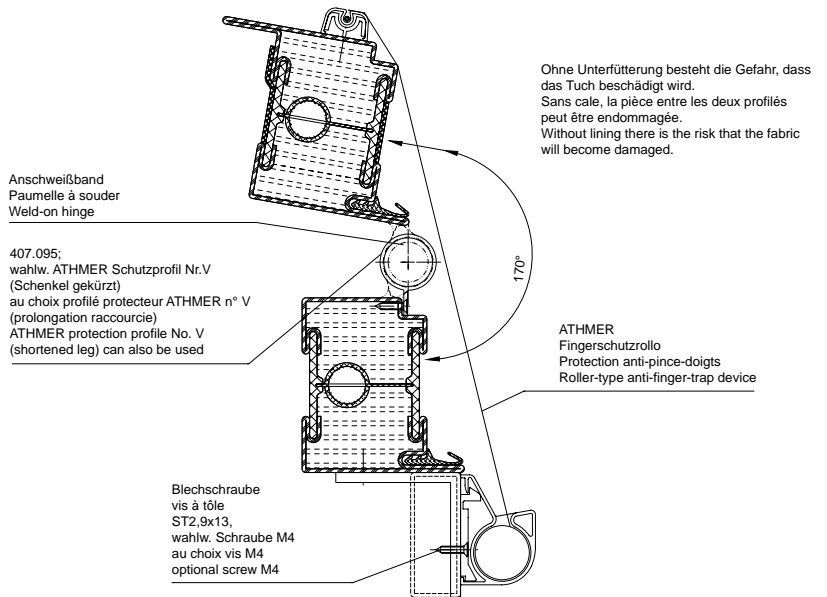 Ohne Unterfütterung besteht die Gefahr, dass
das Tuch beschädigt wird.
Sans cale, la pièce entre les deux profilés
peut être endommagée.
Without lining there is the risk that the fabric
will become damaged.
Anschweißband
Paumelle à souder
Weld-on hinge
407.095;
wahlw. ATHMER Schutzprofil Nr.V
(Schenkel gekürzt)
au choix profilé protecteur ATHMER n° V
(prolongation raccourcie)
ATHMER protection profile No. V
(shortened leg) can also be used
170°
ATHMER
Fingerschutzrollo
Protection anti-pince-doigts
Roller-type anti-finger-trap device
Blechschraube
vis à tôle
ST2,9x13,
wahlw. Schraube M4
au choix vis M4
optional screw M4